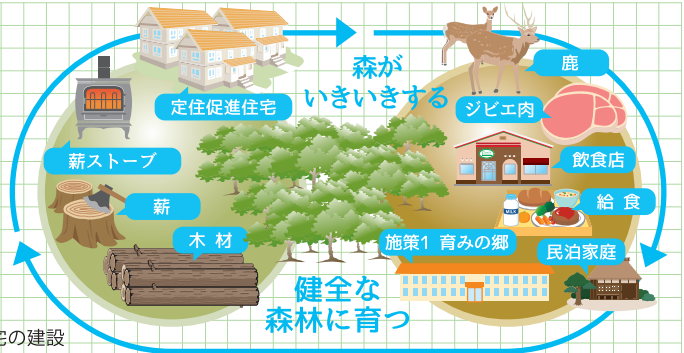 森が
いきいきする
鹿
ジビエ肉
定住促進住宅
薪ストーブ
飲食店
薪
給食
MILK
木材
施策1 育みの郷
民泊家庭
健全な
森林に育つ
宅の建設